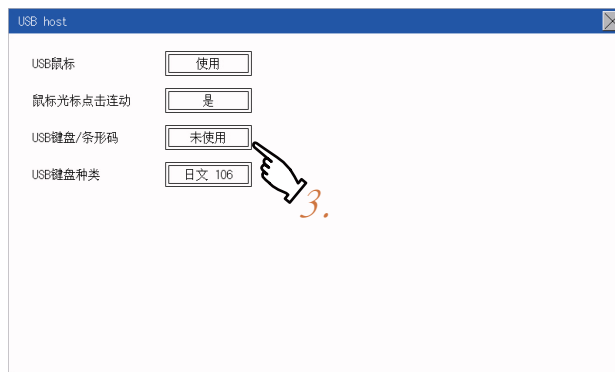 USB host
USB鼠标 使用
鼠标光标点击连动 是
USB键盘/条形码 未使用
USB键盘种类 日文 106
3.